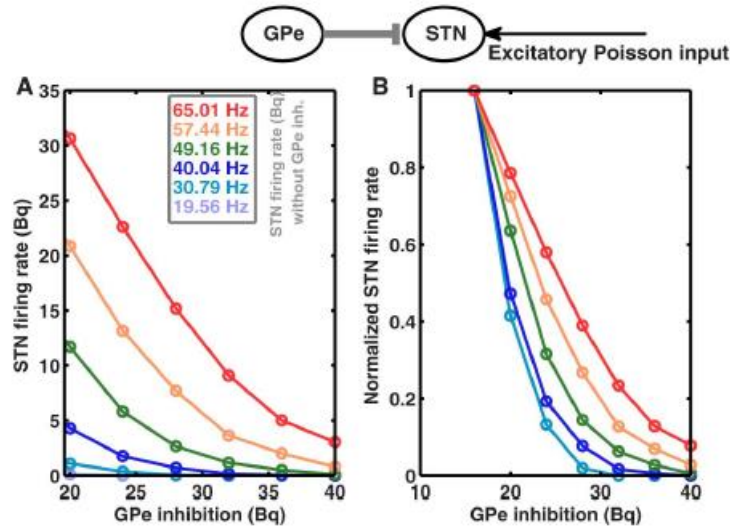 GPe
STN
Excitatory Poisson input
A
B
35
30
25
20
15
10
5
0
STN firing rate (Bq)
65.01 Hz
57.44 Hz
49.16 Hz
40.04 Hz
30.79 Hz
19.56 Hz
STN firing rate (Bq)
without GPe inh.
20 25 30 35 40
GPe inhibition (Bq)
1
0.8
0.6
0.4
0.2
0
Normalized STN firing rate
10 20 30 40
GPe inhibition (Bq)